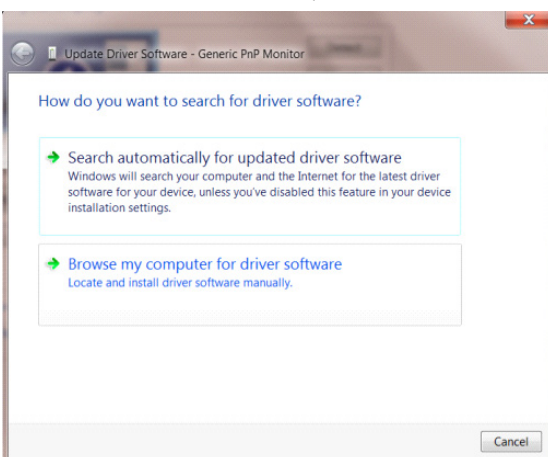 Update Driver Software - Generic PnP Monitor
How do you want to search for driver software?
Search automatically for updated driver software
Windows will search your computer and the Internet for the latest driver
software for your device, unless you've disabled this feature in your device
installation settings.
Browse my computer for driver software
Locate and install driver software manually.
Cancel